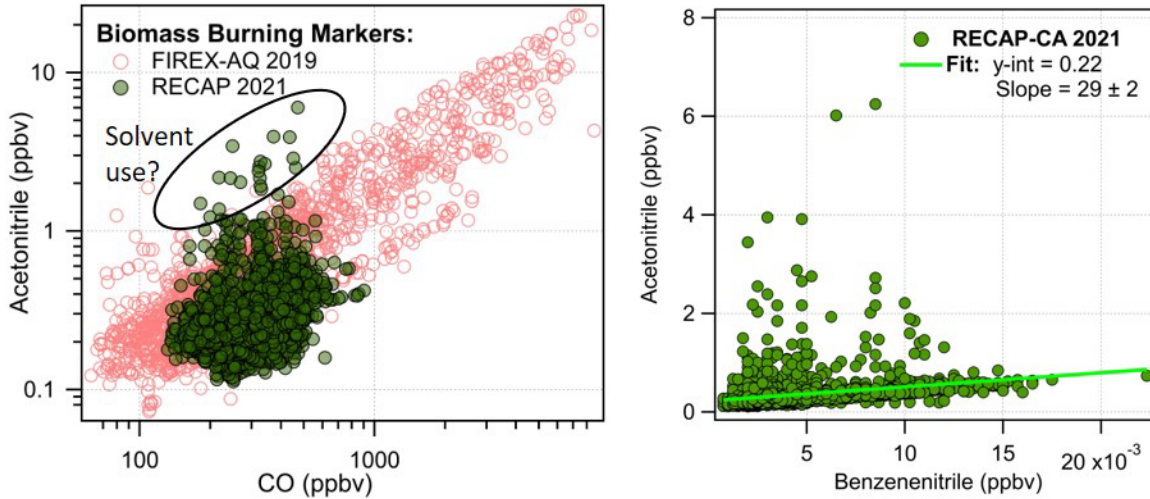 Biomass Burning Markers:
FIREX-AQ 2019
RECAP 2021
Solvent
use?
10
1
0.1
Acetonitrile (ppbv)
100
1000
CO (ppbv)
RECAP-CA 2021
Fit: y-int = 0.22
Slope = 29 ± 2
8
6
4
2
0
Acetonitrile (ppbv)
5
10
15
20 x10⁻³
Benzenenitrile (ppbv)